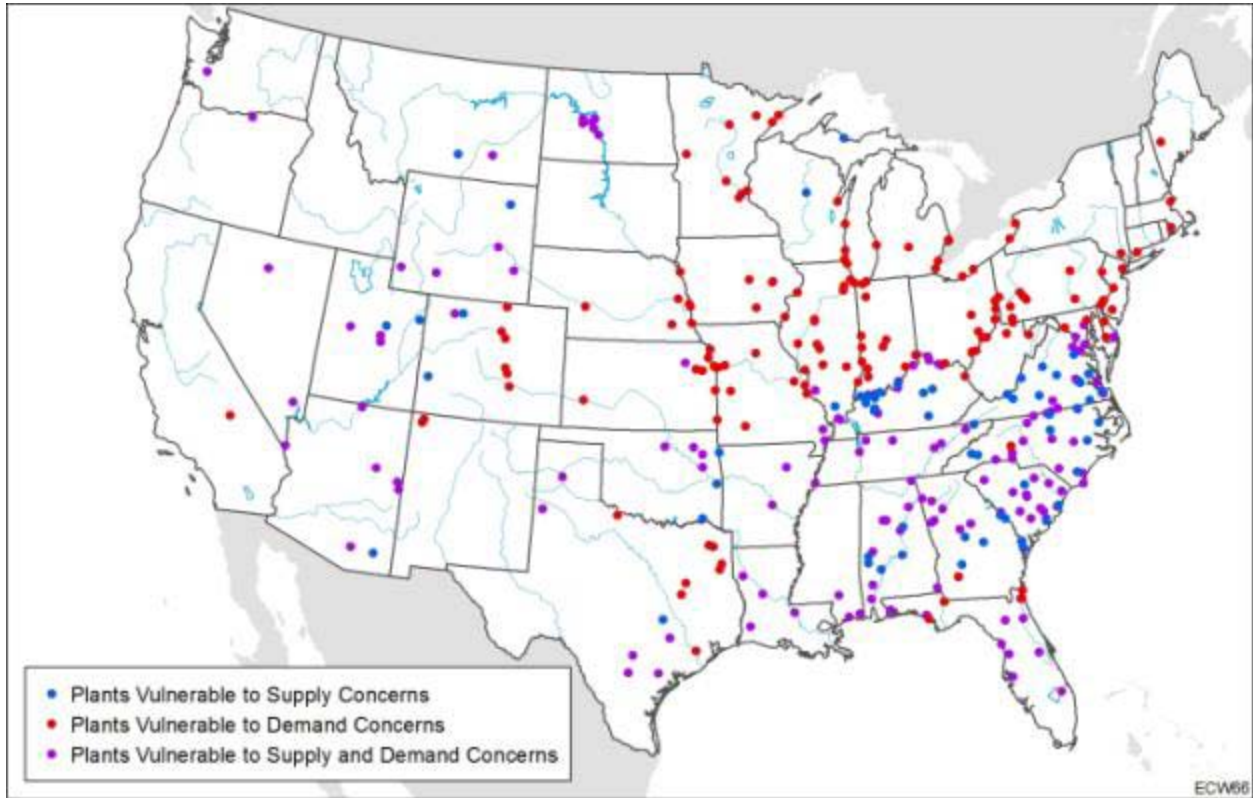 Plants Vulnerable to Supply Concerns
Plants Vulnerable to Demand Concerns
Plants Vulnerable to Supply and Demand Concerns
ECW66